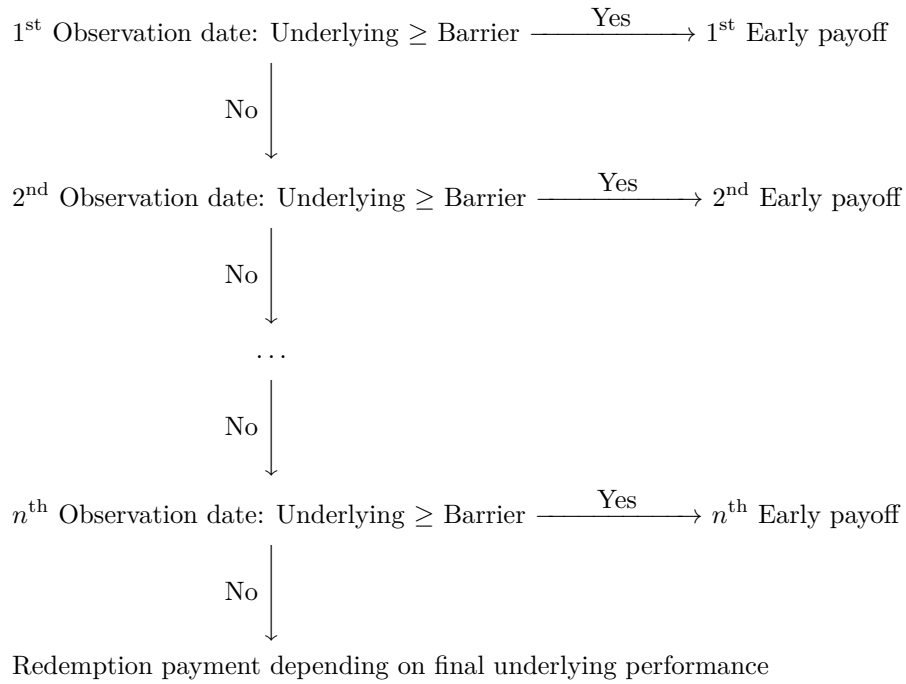 1st Observation date: Underlying ≥ Barrier Yes 1st Early payoff
No
2nd Observation date: Underlying ≥ Barrier Yes 2nd Early payoff
No
...
No
nth Observation date: Underlying ≥ Barrier Yes nth Early payoff
No
Redemption payment depending on final underlying performance